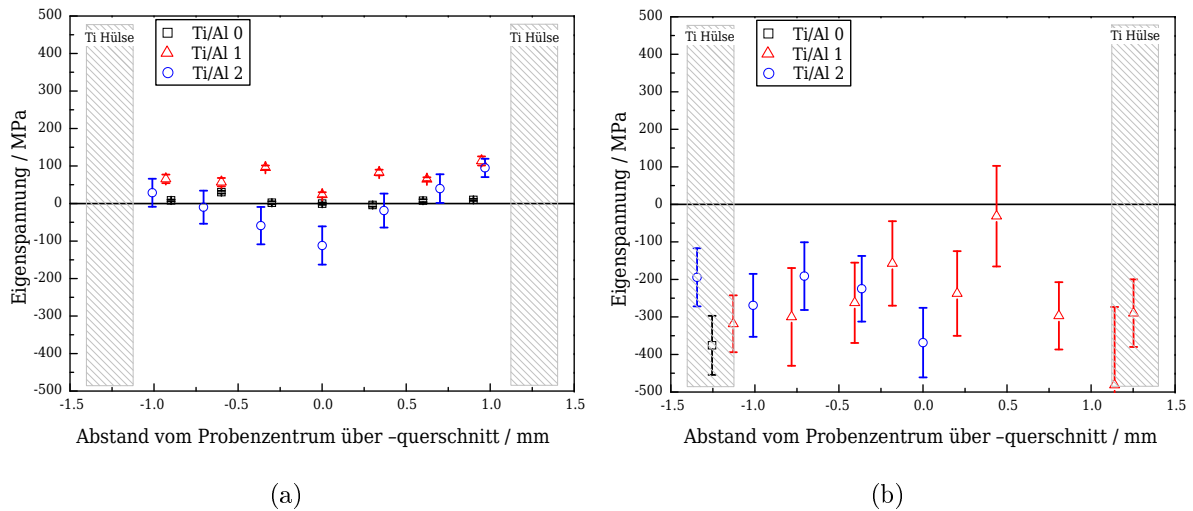 500
400
300
200
100
0
-100
-200
-300
-400
-500
Eigenspannung / MPa
Ti Hülse
Ti Hülse
Ti/Al 0
Ti/Al 1
Ti/Al 2
-1.5 -1.0 -0.5 0.0 0.5 1.0 1.5
Abstand vom Probenzentrum über –querschnitt / mm
(a)
500
400
300
200
100
0
-100
-200
-300
-400
-500
Eigenspannung / MPa
Ti Hülse
Ti Hülse
Ti/Al 0
Ti/Al 1
Ti/Al 2
-1.5 -1.0 -0.5 0.0 0.5 1.0 1.5
Abstand vom Probenzentrum über –querschnitt / mm
(b)